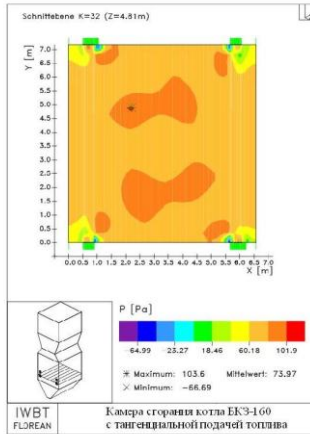 Schnittebene K=32 (Z=4.81m)
Y [m]
7.0
6.5
6.0
5.5
5.0
4.5
4.0
3.5
3.0
2.5
2.0
1.5
1.0
0.5
0.0
0.0 0.5 1.0 1.5 2.0 2.5 3.0 3.5 4.0 4.5 5.0 5.5 6.0 6.5 7.0
X [m]
P [Pa]
-64.99 -23.27 18.46 60.18 101.9
Maximum: 103.6 Mittelwert: 73.97
Minimum: -66.69
IWBT
FLOREAN
Камера сгорания котла БКЗ-160
с тангенциальной подачей топлива